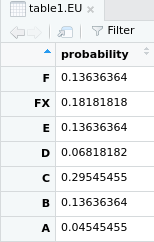 table1.EU
Filter
probability
F 0.13636364
FX 0.18181818
E 0.13636364
D 0.06818182
C 0.29545455
B 0.13636364
A 0.04545455